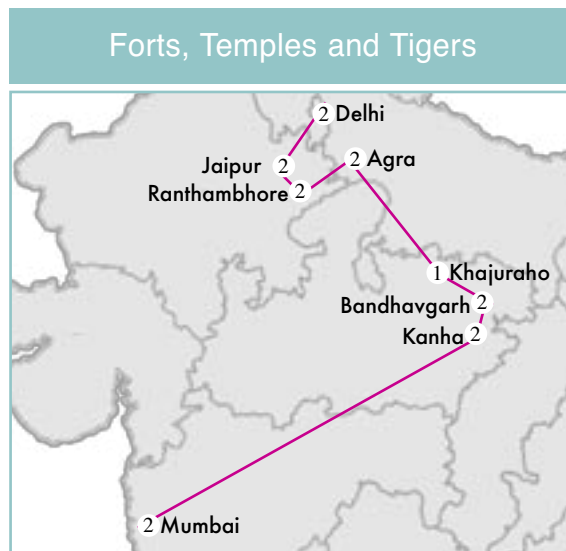 Forts, Temples and Tigers
2 Delhi
Jaipur 2
2 Agra
Ranthambhore 2
1 Khajuraho
Bandhavgarh 2
Kanha 2
2 Mumbai